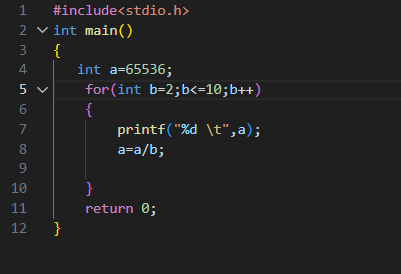 1 #include<stdio.h>
2 int main()
3 {
4 int a=65536;
5 for(int b=2;b<=10;b++)
6 {
7 printf("%d \t",a);
8 a=a/b;
9
10 }
11 return 0;
12 }